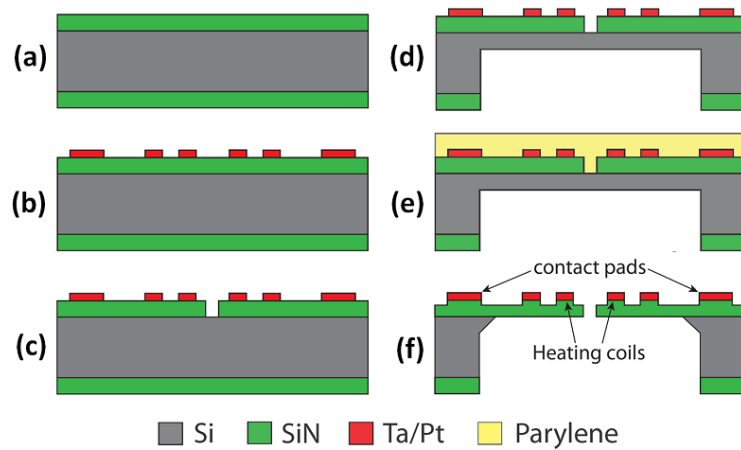 (a)
(b)
(c)
(d)
(e)
contact pads
(f)
Heating coils
Si SiN Ta/Pt Parylene